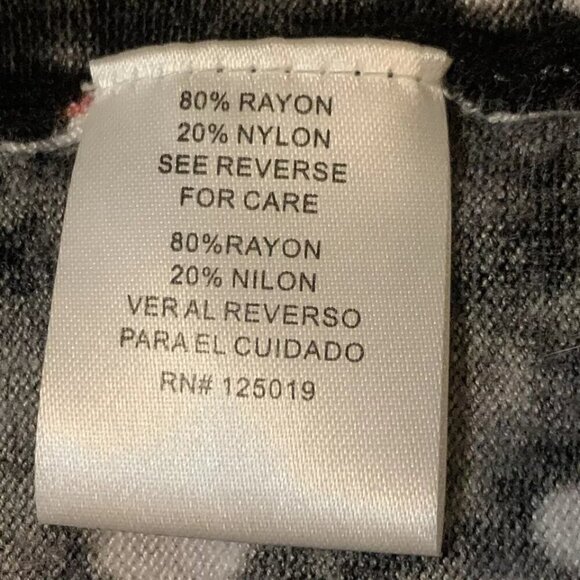 80% RAYON
20% NYLON
SEE REVERSE
FOR CARE
80%RAYON
20% NILON
VER AL REVERSO
PARA EL CUIDADO
RN# 125019